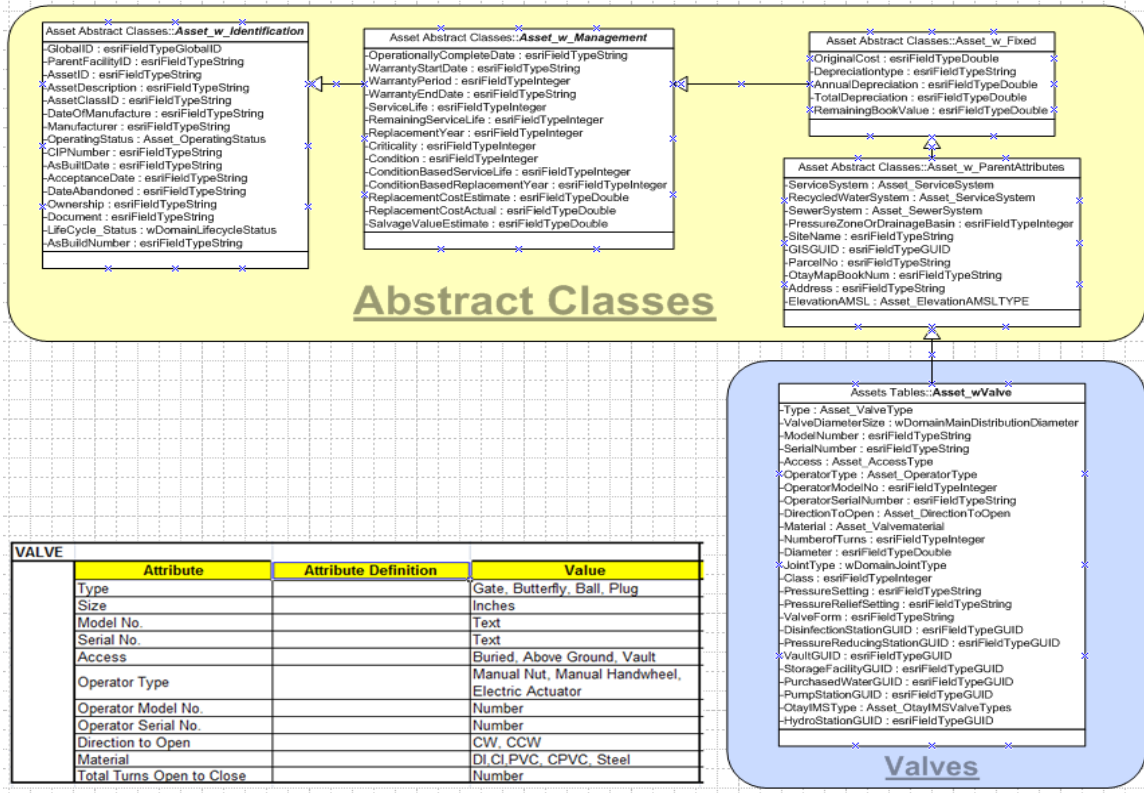 Asset Abstract Classes::Asset_w_Identification
-GlobalID : esriFieldTypeGlobalID
-ParentFacilityID : esriFieldTypeString
-AssetID : esriFieldTypeString
-AssetDescription : esriFieldTypeString
-AssetClassID : esriFieldTypeString
-DateOfManufacture : esriFieldTypeString
-Manufacturer : esriFieldTypeString
-OperatingStatus : Asset_OperatingStatus
-CIPNumber : esriFieldTypeString
-AsBuiltDate : esriFieldTypeString
-AcceptanceDate : esriFieldTypeString
-DateAbandoned : esriFieldTypeString
-Ownership : esriFieldTypeString
-Document : esriFieldTypeString
-LifeCycle_Status : wDomainLifecycleStatus
-AsBuildNumber : esriFieldTypeString
Asset Abstract Classes::Asset_w_Management
-OperationallyCompleteDate : esriFieldTypeString
-WarrantyStartDate : esriFieldTypeString
-WarrantyPeriod : esriFieldTypeInteger
-WarrantyEndDate : esriFieldTypeString
-ServiceLife : esriFieldTypeInteger
-RemainingServiceLife : esriFieldTypeInteger
-ReplacementYear : esriFieldTypeInteger
-Criticality : esriFieldTypeInteger
-Condition : esriFieldTypeInteger
-ConditionBasedServiceLife : esriFieldTypeInteger
-ConditionBasedReplacementYear : esriFieldTypeInteger
-ReplacementCostEstimate : esriFieldTypeDouble
-ReplacementCostActual : esriFieldTypeDouble
-SalvageValueEstimate : esriFieldTypeDouble
Asset Abstract Classes::Asset_w_Fixed
-OriginalCost : esriFieldTypeDouble
-Depreciationtype : esriFieldTypeString
-AnnualDepreciation : esriFieldTypeDouble
-TotalDepreciation : esriFieldTypeDouble
-RemainingBookValue : esriFieldTypeDouble
Asset Abstract Classes::Asset_w_ParentAttributes
-ServiceSystem : Asset_ServiceSystem
-RecycledWaterSystem : Asset_ServiceSystem
-SewerSystem : Asset_SewerSystem
-PressureZoneOrDrainageBasin : esriFieldTypeInteger
-SiteName : esriFieldTypeString
-GISGUID : esriFieldTypeGUID
-ParcelNo : esriFieldTypeString
-OtayMapBookNum : esriFieldTypeString
-Address : esriFieldTypeString
-ElevationAMSL : Asset_ElevationAMSLTYPE
Abstract Classes
Assets Tables::Asset_wValve
-Type : Asset_ValveType
-ValveDiameterSize : wDomainMainDistributionDiameter
-ModelNumber : esriFieldTypeString
-SerialNumber : esriFieldTypeString
-Access : Asset_AccessType
-OperatorType : Asset_OperatorType
-OperatorModelNo : esriFieldTypeInteger
-OperatorSerialNumber : esriFieldTypeString
-DirectionToOpen : Asset_DirectionToOpen
-Material : Asset_Valvematerial
-NumberofTurns : esriFieldTypeInteger
-Diameter : esriFieldTypeDouble
-JointType : wDomainJointType
-Class : esriFieldTypeInteger
-PressureSetting : esriFieldTypeString
-PressureReliefSetting : esriFieldTypeString
-ValveForm : esriFieldTypeString
-DisinfectionStationGUID : esriFieldTypeGUID
-PressureReducingStationGUID : esriFieldTypeGUID
-VaultGUID : esriFieldTypeGUID
-StorageFacilityGUID : esriFieldTypeGUID
-PurchasedWaterGUID : esriFieldTypeGUID
-PumpStationGUID : esriFieldTypeGUID
-OtayIMSType : Asset_OtayIMSValveTypes
-HydroStationGUID : esriFieldTypeGUID
Valves
VALVE
Attribute Attribute Definition Value
Type Gate, Butterfly, Ball, Plug
Size Inches
Model No. Text
Serial No. Text
Access Buried, Above Ground, Vault
Operator Type Manual Nut, Manual Handwheel,
Electric Actuator
Operator Model No. Number
Operator Serial No. Number
Direction to Open CW, CCW
Material DI,CI,PVC, CPVC, Steel
Total Turns Open to Close Number